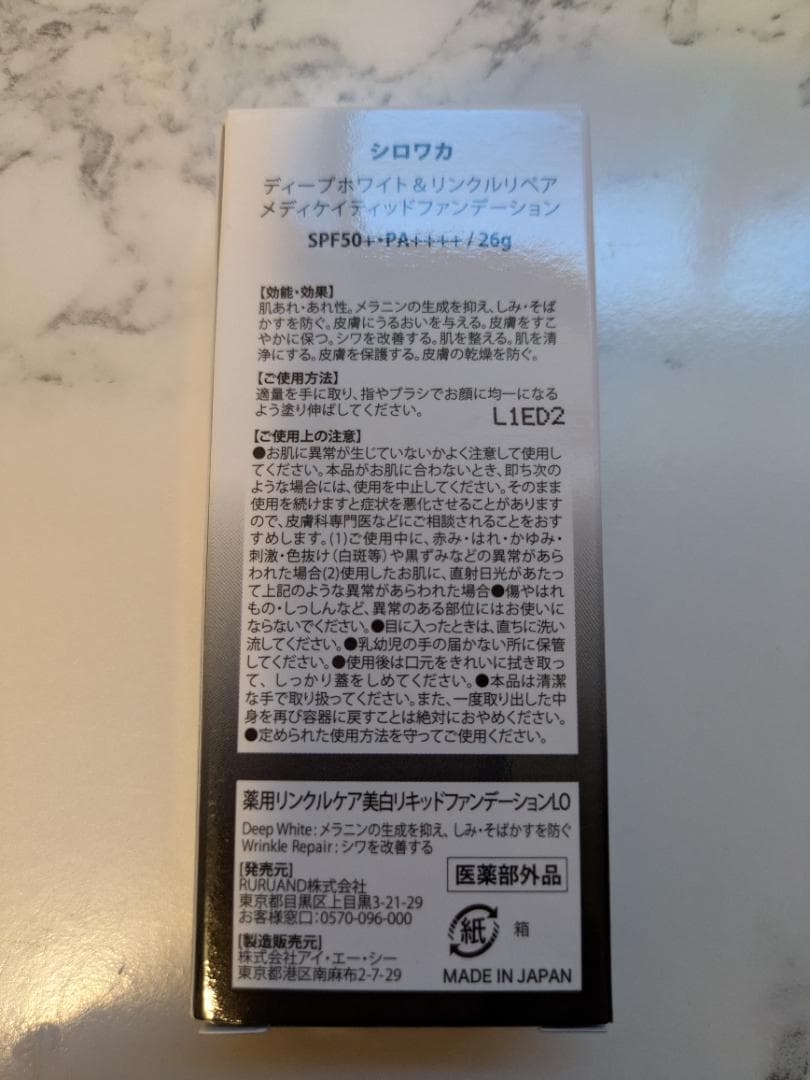 シロワカ
ディープホワイト＆リンクルリペア
メディケイティッドファンデーション
SPF50+・PA++++ / 26g
【効能・効果】
肌あれ・あれ性。メラニンの生成を抑え、しみ・そば
かすを防ぐ。皮膚にうるおいを与える。皮膚をすこ
やかに保つ。シワを改善する。肌を整える。肌を清
浄にする。皮膚を保護する。皮膚の乾燥を防ぐ。
【ご使用方法】
適量を手に取り、指やブラシでお顔に均一になる
よう塗り伸ばしてください。
L1ED2
【ご使用上の注意】
●お肌に異常が生じていないかよく注意して使用し
てください。本品がお肌に合わないとき、即ち次の
ような場合には、使用を中止してください。そのまま
使用を続けますと症状を悪化させることがあります
ので、皮膚科専門医などにご相談されることをおす
すめします。(1)ご使用中に、赤み・はれ・かゆみ・
刺激・色抜け（白斑等）や黒ずみなどの異常があら
われた場合(2)使用したお肌に、直射日光があたっ
て上記のような異常があらわれた場合●傷やはれ
もの・しっしんなど、異常のある部位にはお使いに
ならないでください。●目に入ったときは、直ちに洗い
流してください。●乳幼児の手の届かない所に保管
してください。●使用後は口元をきれいに拭き取っ
て、しっかり蓋をしめてください。●本品は清潔
な手で取り扱ってください。また、一度取り出した中
身を再び容器に戻すことは絶対におやめください。
●定められた使用方法を守ってご使用ください。
薬用リンクルケア美白リキッドファンデーションLO
Deep White：メラニンの生成を抑え、しみ・そばかすを防ぐ
Wrinkle Repair：シワを改善する
［発売元］
RURUAND株式会社
東京都目黒区上目黒3-21-29
お客様窓口：0570-096-000
［製造販売元］
株式会社アイ・エー・シー
東京都港区南麻布2-7-29
医薬部外品
紙 箱
MADE IN JAPAN